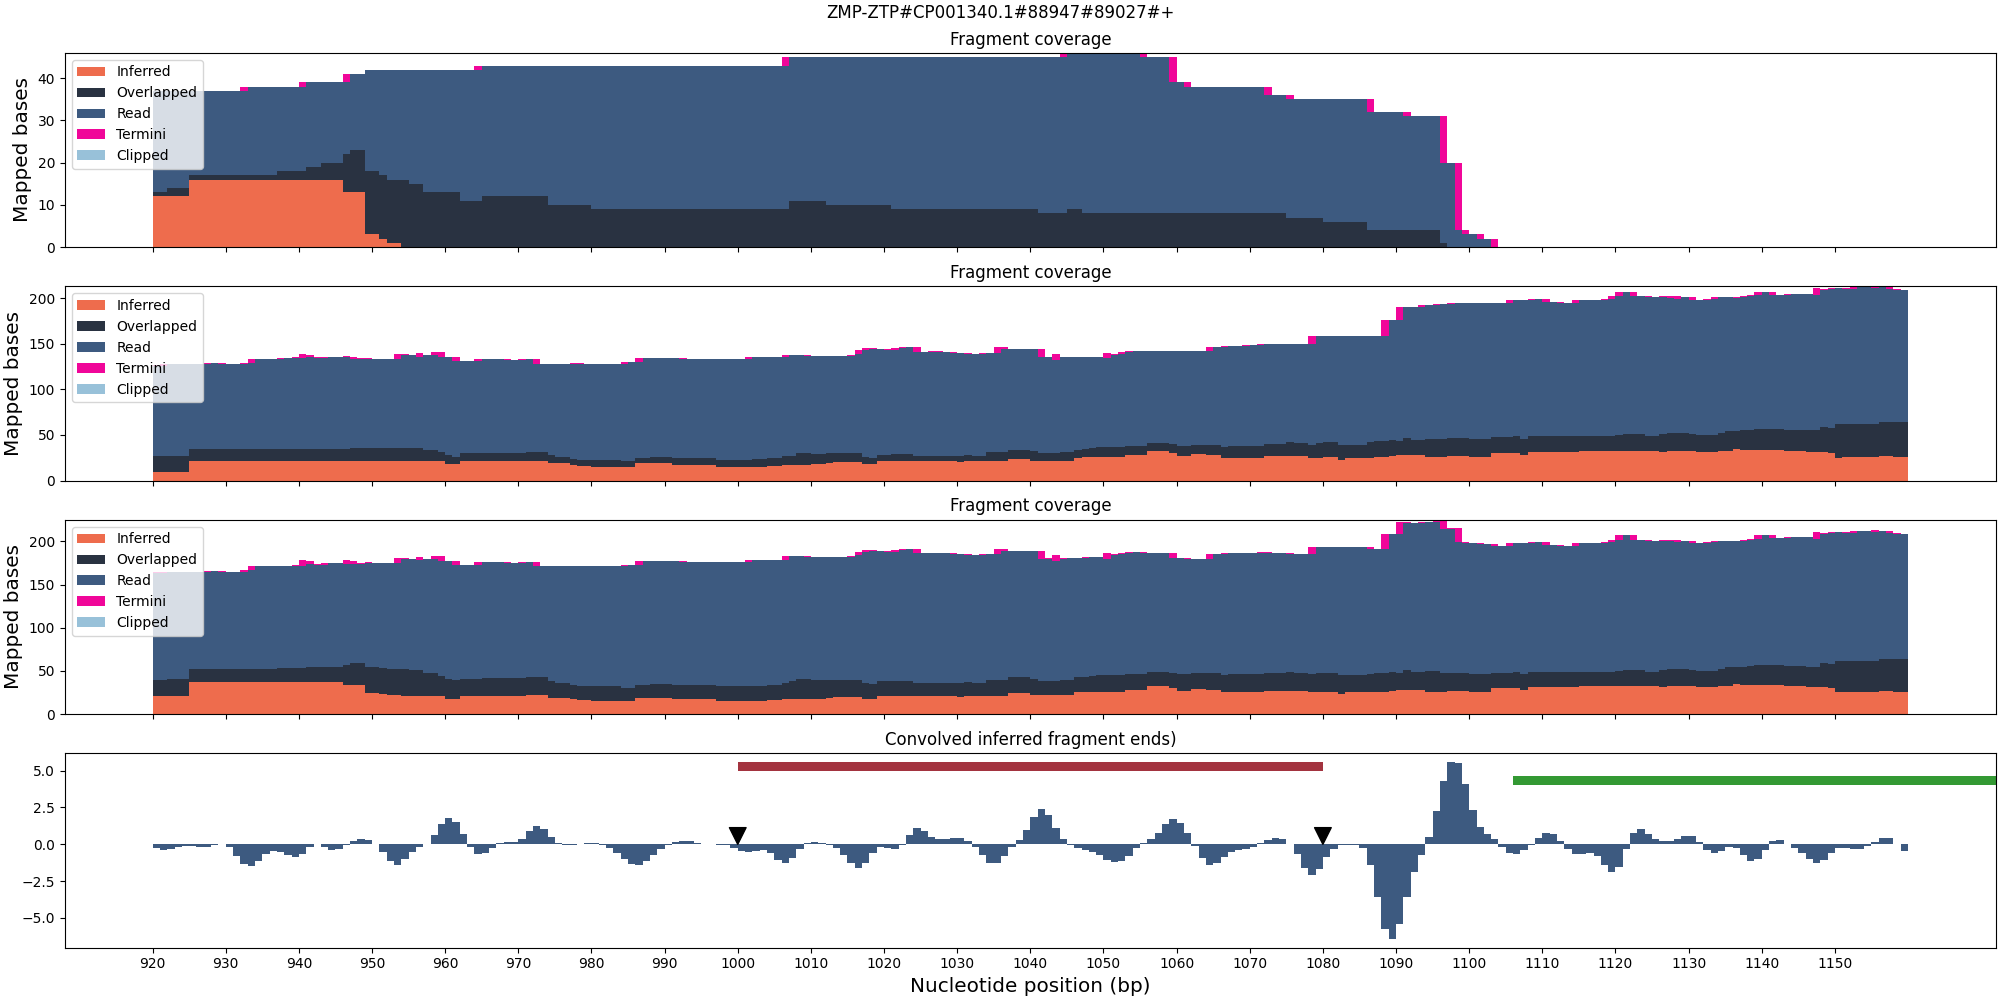 ZMP-ZTP#CP001340.1#88947#89027#+
Fragment coverage
Mapped bases
40
30
20
10
0
Inferred
Overlapped
Read
Termini
Clipped
Fragment coverage
Mapped bases
200
150
100
50
0
Inferred
Overlapped
Read
Termini
Clipped
Fragment coverage
Mapped bases
200
150
100
50
0
Inferred
Overlapped
Read
Termini
Clipped
Convolved inferred fragment ends)
5.0
2.5
0.0
−2.5
−5.0
920 930 940 950 960 970 980 990 1000 1010 1020 1030 1040 1050 1060 1070 1080 1090 1100 1110 1120 1130 1140 1150
Nucleotide position (bp)